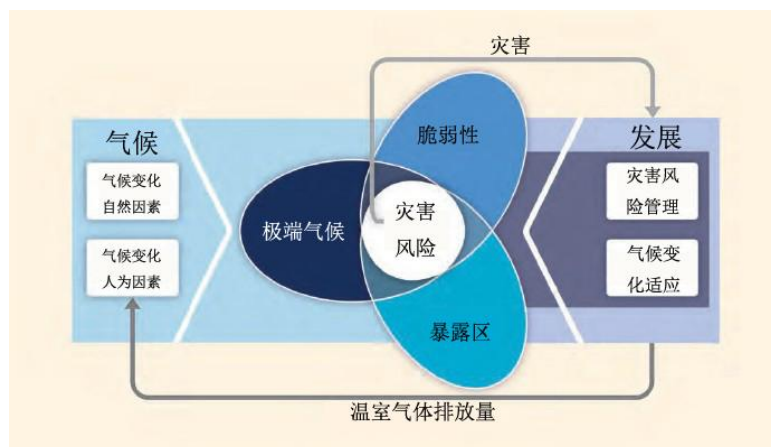 灾害
气候
气候变化
自然因素
气候变化
人为因素
极端气候
脆弱性
灾害
风险
暴露区
发展
灾害风
险管理
气候变
化适应
温室气体排放量